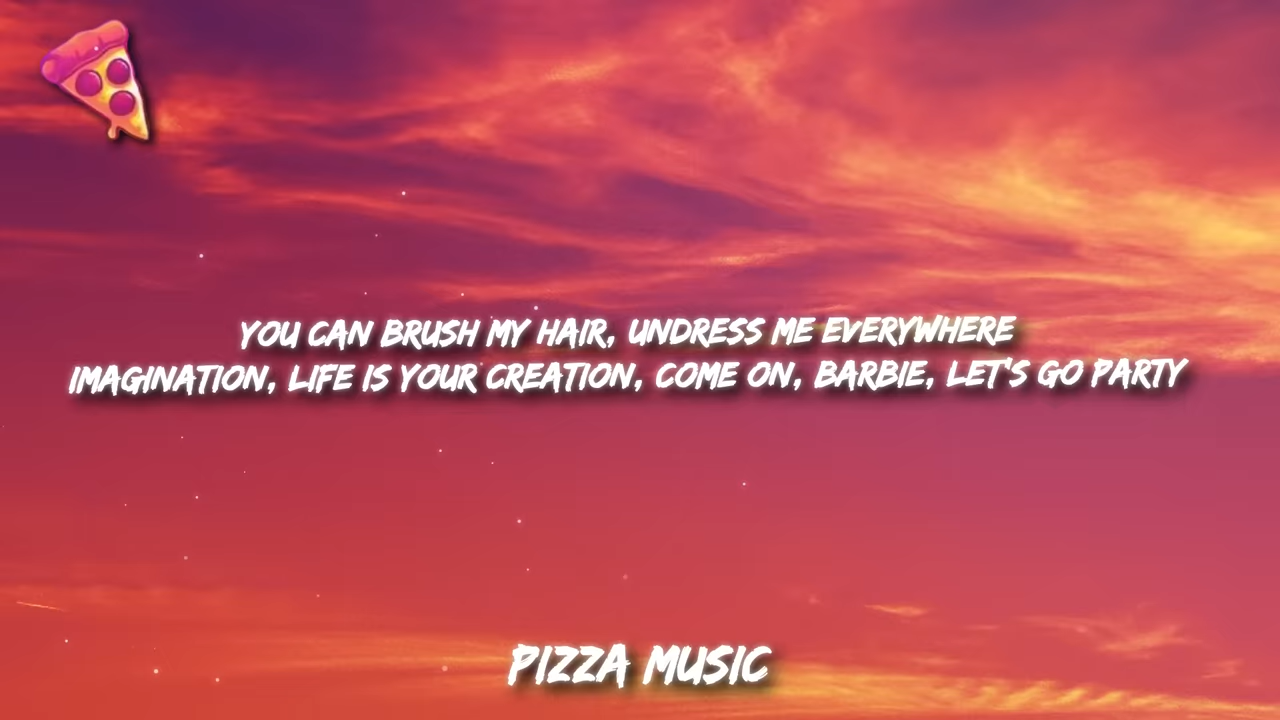 YOU CAN BRUSH MY HAIR, UNDRESS ME EVERYWHERE
IMAGINATION, LIFE IS YOUR CREATION, COME ON, BARBIE, LET'S GO PARTY
PIZZA MUSIC